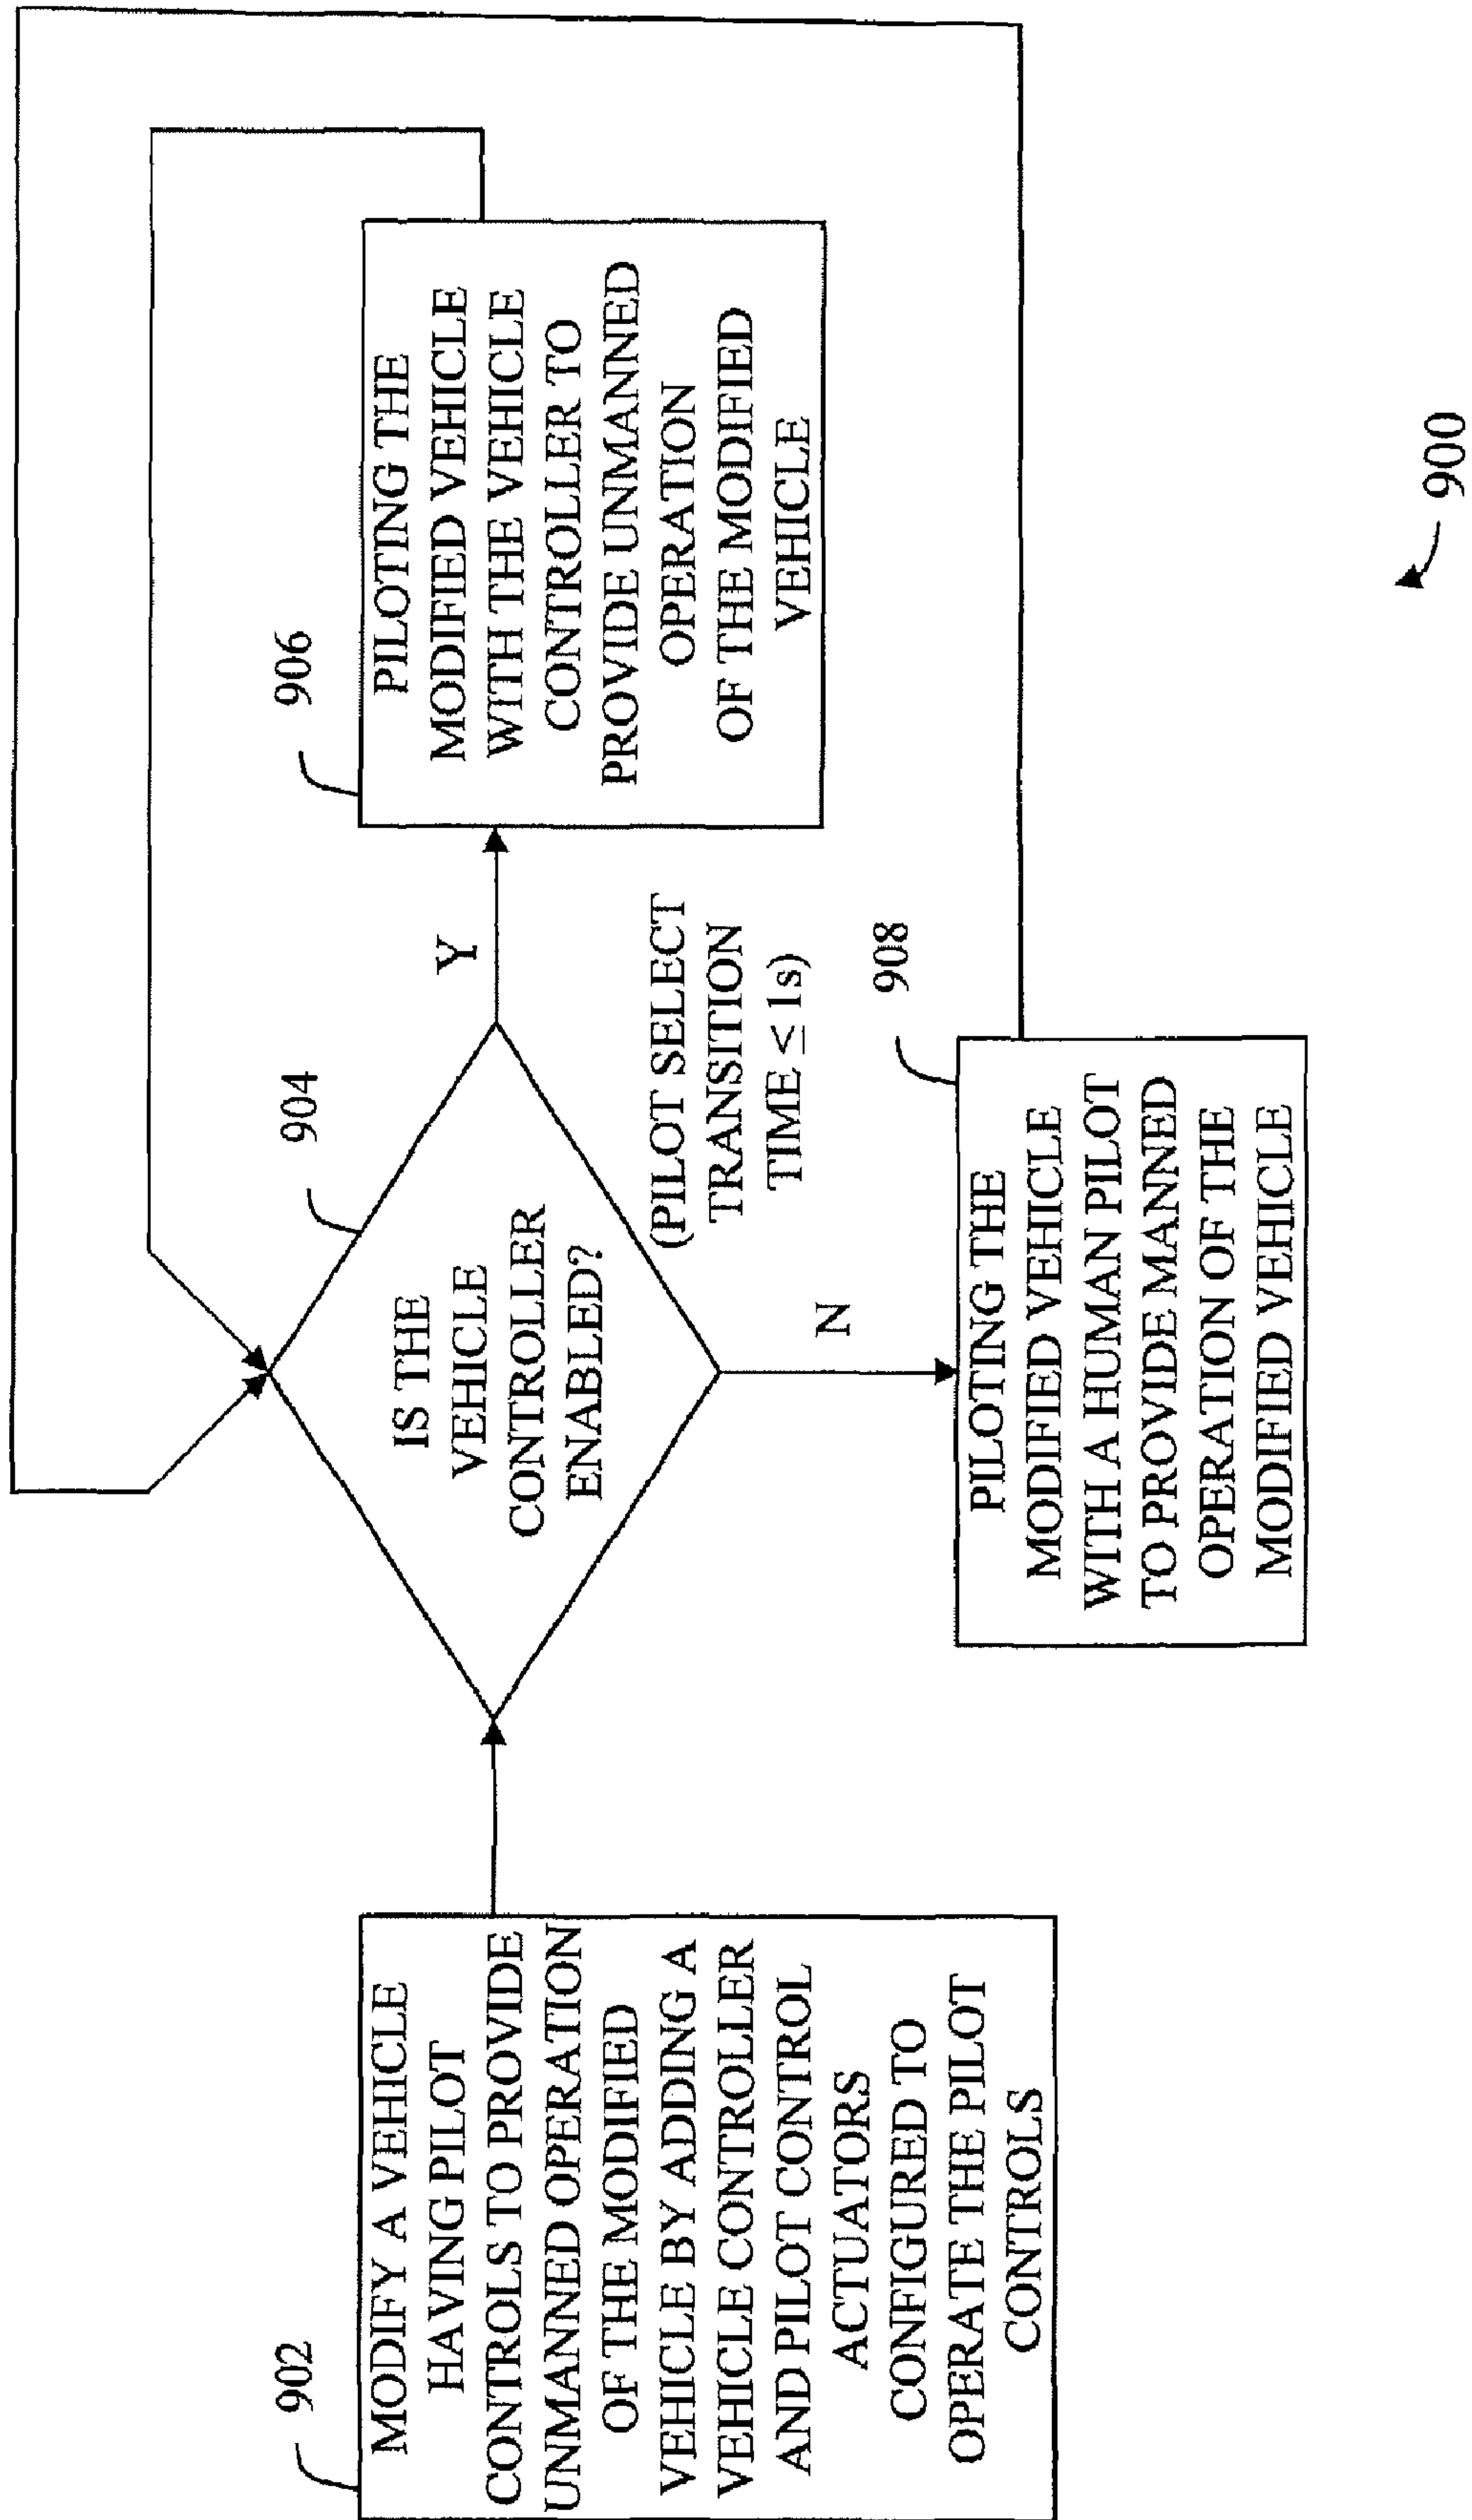 902
MODIFY A VEHICLE
HAVING PILOT
CONTROLS TO PROVIDE
UNMANNED OPERATION
OF THE MODIFIED
VEHICLE BY ADDING A
VEHICLE CONTROLLER
AND PILOT CONTROL
ACTUATORS
CONFIGURED TO
OPERATE THE PILOT
CONTROLS
904
IS THE
VEHICLE
CONTROLLER
ENABLED?
Y
(PILOT SELECT
TRANSITION
TIME ≤ 1s)
N
906
PILOTING THE
MODIFIED VEHICLE
WITH THE VEHICLE
CONTROLLER TO
PROVIDE UNMANNED
OPERATION
OF THE MODIFIED
VEHICLE
908
PILOTING THE
MODIFIED VEHICLE
WITH A HUMAN PILOT
TO PROVIDE MANNED
OPERATION OF THE
MODIFIED VEHICLE
900